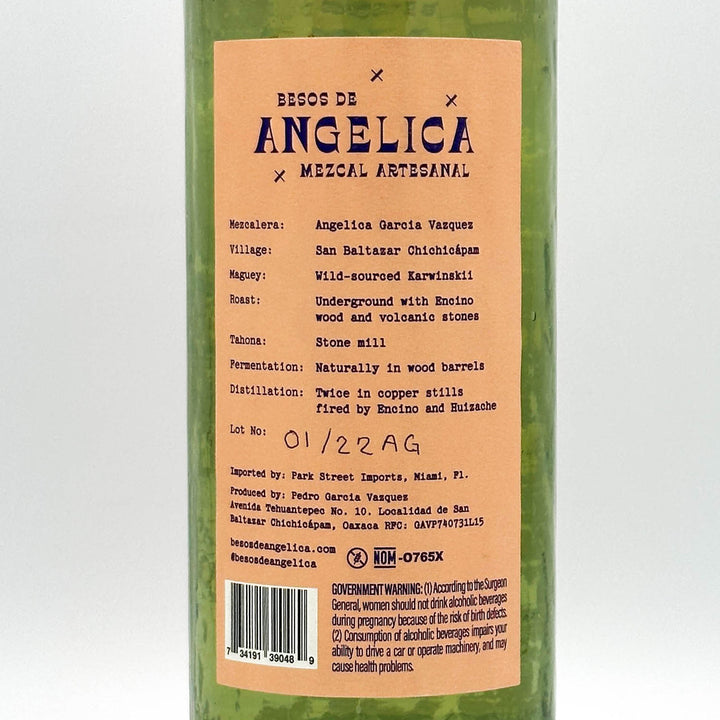 BESOS DE
ANGELICA
MEZCAL ARTESANAL
Mezcalera: Angelica Garcia Vazquez
Village: San Baltazar Chichicápam
Maguey: Wild-sourced Karwinskii
Roast: Underground with Encino
wood and volcanic stones
Tahona: Stone mill
Fermentation: Naturally in wood barrels
Distillation: Twice in copper stills
fired by Encino and Huizache
Lot No: 01/22AG
Imported by: Park Street Imports, Miami, Fl.
Produced by: Pedro Garcia Vazquez
Avenida Tehuantepec No. 10. Localidad de San
Baltazar Chichicápam, Oaxaca RFC: GAVP740731L15
besosdeangelica.com
@besosdeangelica
NOM-O765X
GOVERNMENT WARNING: (1) According to the Surgeon
General, women should not drink alcoholic beverages
during pregnancy because of the risk of birth defects.
(2) Consumption of alcoholic beverages impairs your
ability to drive a car or operate machinery, and may
cause health problems.
7 34191 39048 9